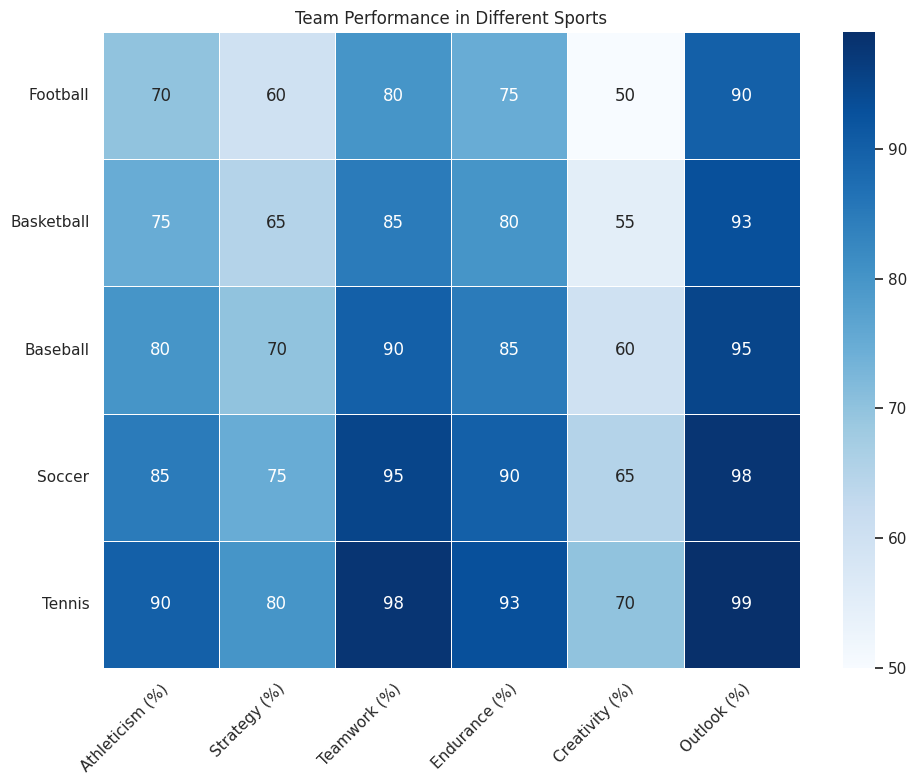 Team Performance in Different Sports
Football 70 60 80 75 50 90
Basketball 75 65 85 80 55 93
Baseball 80 70 90 85 60 95
Soccer 85 75 95 90 65 98
Tennis 90 80 98 93 70 99
Athleticism (%) Strategy (%) Teamwork (%) Endurance (%) Creativity (%) Outlook (%)
90
80
70
60
50